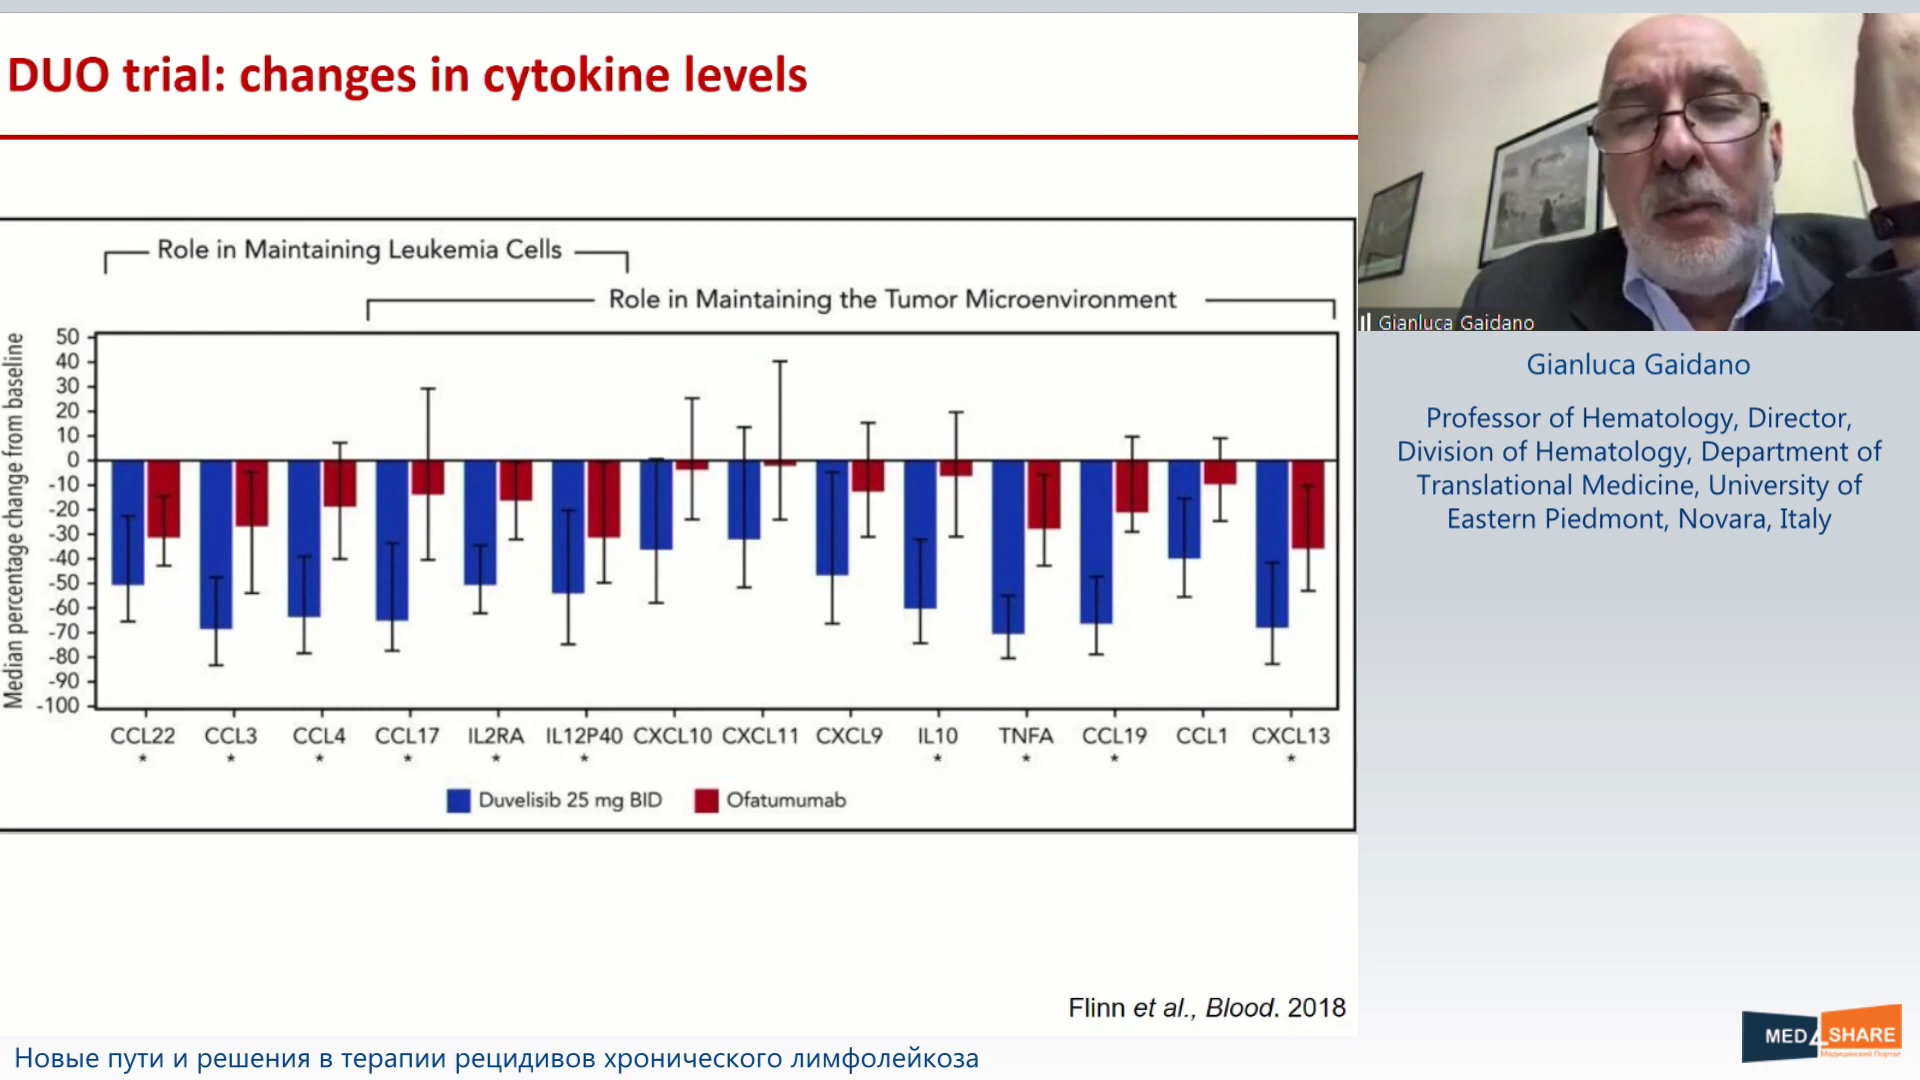 DUO trial: changes in cytokine levels
Role in Maintaining Leukemia Cells
Role in Maintaining the Tumor Microenvironment
Median percentage change from baseline
50
40
30
20
10
0
-10
-20
-30
-40
-50
-60
-70
-80
-90
-100
CCL22 CCL3 CCL4 CCL17 IL2RA IL12P40 CXCL10 CXCL11 CXCL9 IL10 TNFA CCL19 CCL1 CXCL13
* * * * * * * * * *
Duvelisib 25 mg BID Ofatumumab
Flinn et al., Blood. 2018
Gianluca Gaidano
Gianluca Gaidano
Professor of Hematology, Director,
Division of Hematology, Department of
Translational Medicine, University of
Eastern Piedmont, Novara, Italy
MED4SHARE
Медицинский Портал
Новые пути и решения в терапии рецидивов хронического лимфолейкоза